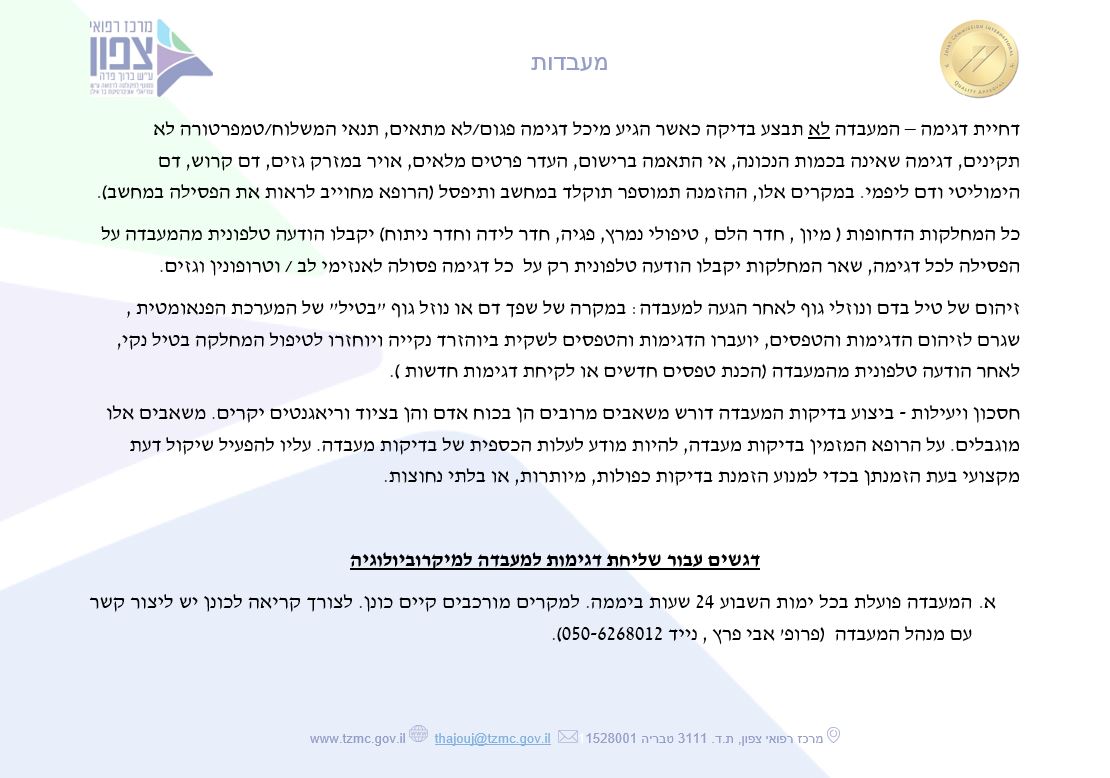 מרכז רפואי
צפון
ע״ש ברוך פדה
מעבדות
JOINT COMMISSION INTERNATIONAL
QUALITY APPROVAL
דחיית דגימה – המעבדה לא תבצע בדיקה כאשר הגיע מיכל דגימה פגום/לא מתאים, תנאי המשלוח/טמפרטורה לא
תקינים, דגימה שאינה בכמות הנכונה, אי התאמה ברישום, העדר פרטים מלאים, אויר במזרק גזים, דם קרוש, דם
הימוליטי ודם ליפמי. במקרים אלו, ההזמנה תמוספר תוקלד במחשב ותיפסל (הרופא מחוייב לראות את הפסילה במחשב).
כל המחלקות הדחופות ( מיון , חדר הלם , טיפולי נמרץ, פגיה, חדר לידה וחדר ניתוח) יקבלו הודעה טלפונית מהמעבדה על
הפסילה לכל דגימה, שאר המחלקות יקבלו הודעה טלפונית רק על  כל דגימה פסולה לאנזימי לב / וטרופונין וגזים.
זיהום של טיל בדם ונוזלי גוף לאחר הגעה למעבדה : במקרה של שפך דם או נוזל גוף "בטיל" של המערכת הפנאומטית ,
שגרם לזיהום הדגימות והטפסים, יועברו הדגימות והטפסים לשקית ביוהזרד נקייה ויוחזרו לטיפול המחלקה בטיל נקי,
לאחר הודעה טלפונית מהמעבדה (הכנת טפסים חדשים או לקיחת דגימות חדשות ).
חסכון ויעילות - ביצוע בדיקות המעבדה דורש משאבים מרובים הן בכוח אדם והן בציוד וריאגנטים יקרים. משאבים אלו
מוגבלים. על הרופא המזמין בדיקות מעבדה, להיות מודע לעלות הכספית של בדיקות מעבדה. עליו להפעיל שיקול דעת
מקצועי בעת הזמנתן בכדי למנוע הזמנת בדיקות כפולות, מיותרות, או בלתי נחוצות.
דגשים עבור שליחת דגימות למעבדה למיקרוביולוגיה
א. המעבדה פועלת בכל ימות השבוע 24 שעות ביממה. למקרים מורכבים קיים כונן. לצורך קריאה לכונן יש ליצור קשר
עם מנהל המעבדה  (פרופ' אבי פרץ , נייד 050-6268012).
מרכז רפואי צפון, ת.ד. 3111 טבריה 1528001 thajouj@tzmc.gov.il www.tzmc.gov.il